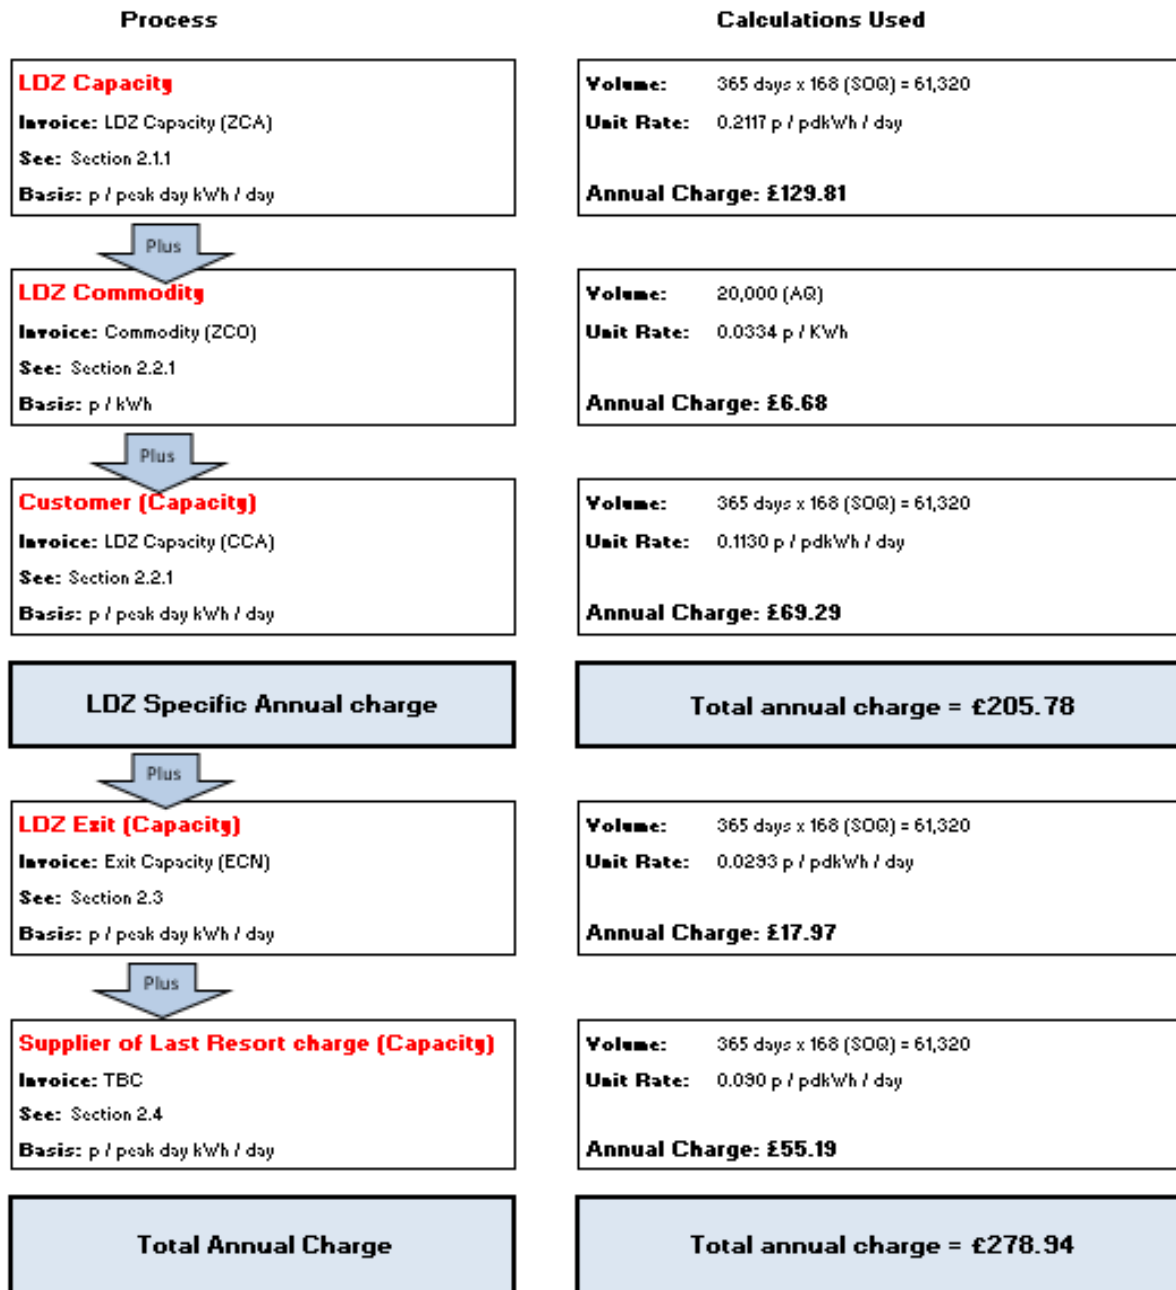 Process
Calculations Used
LDZ Capacity
Invoice: LDZ Capacity (ZCA)
See: Section 2.1.1
Basis: p / peak day kWh / day
Volume: 365 days x 168 (SOQ) = 61,320
Unit Rate: 0.2117 p / pdkWh / day
Annual Charge: £129.81
Plus
LDZ Commodity
Invoice: Commodity (ZCO)
See: Section 2.2.1
Basis: p / kWh
Volume: 20,000 (AQ)
Unit Rate: 0.0334 p / KWh
Annual Charge: £6.68
Plus
Customer (Capacity)
Invoice: LDZ Capacity (CCA)
See: Section 2.2.1
Basis: p / peak day kWh / day
Volume: 365 days x 168 (SOQ) = 61,320
Unit Rate: 0.1130 p / pdkWh / day
Annual Charge: £69.29
LDZ Specific Annual charge
Total annual charge = £205.78
Plus
LDZ Exit (Capacity)
Invoice: Exit Capacity (ECN)
See: Section 2.3
Basis: p / peak day kWh / day
Volume: 365 days x 168 (SOQ) = 61,320
Unit Rate: 0.0293 p / pdkWh / day
Annual Charge: £17.97
Plus
Supplier of Last Resort charge (Capacity)
Invoice: TBC
See: Section 2.4
Basis: p / peak day kWh / day
Volume: 365 days x 168 (SOQ) = 61,320
Unit Rate: 0.090 p / pdkWh / day
Annual Charge: £55.19
Total Annual Charge
Total annual charge = £278.94